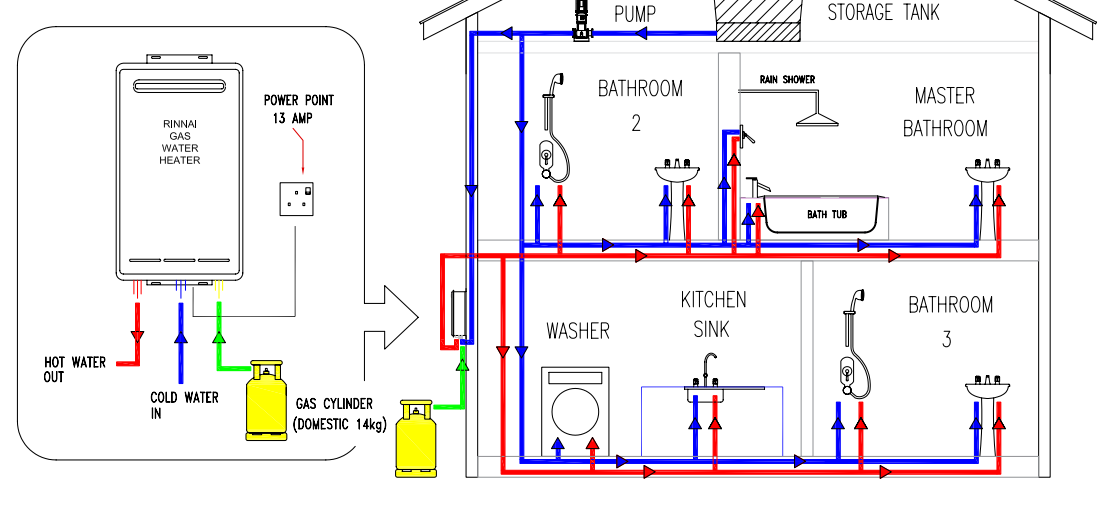 PUMP
STORAGE TANK
RINNAI
GAS
WATER
HEATER
POWER POINT
13 AMP
HOT WATER
OUT
COLD WATER
IN
GAS CYLINDER
(DOMESTIC 14kg)
BATHROOM
2
RAIN SHOWER
MASTER
BATHROOM
BATH TUB
WASHER
KITCHEN
SINK
BATHROOM
3